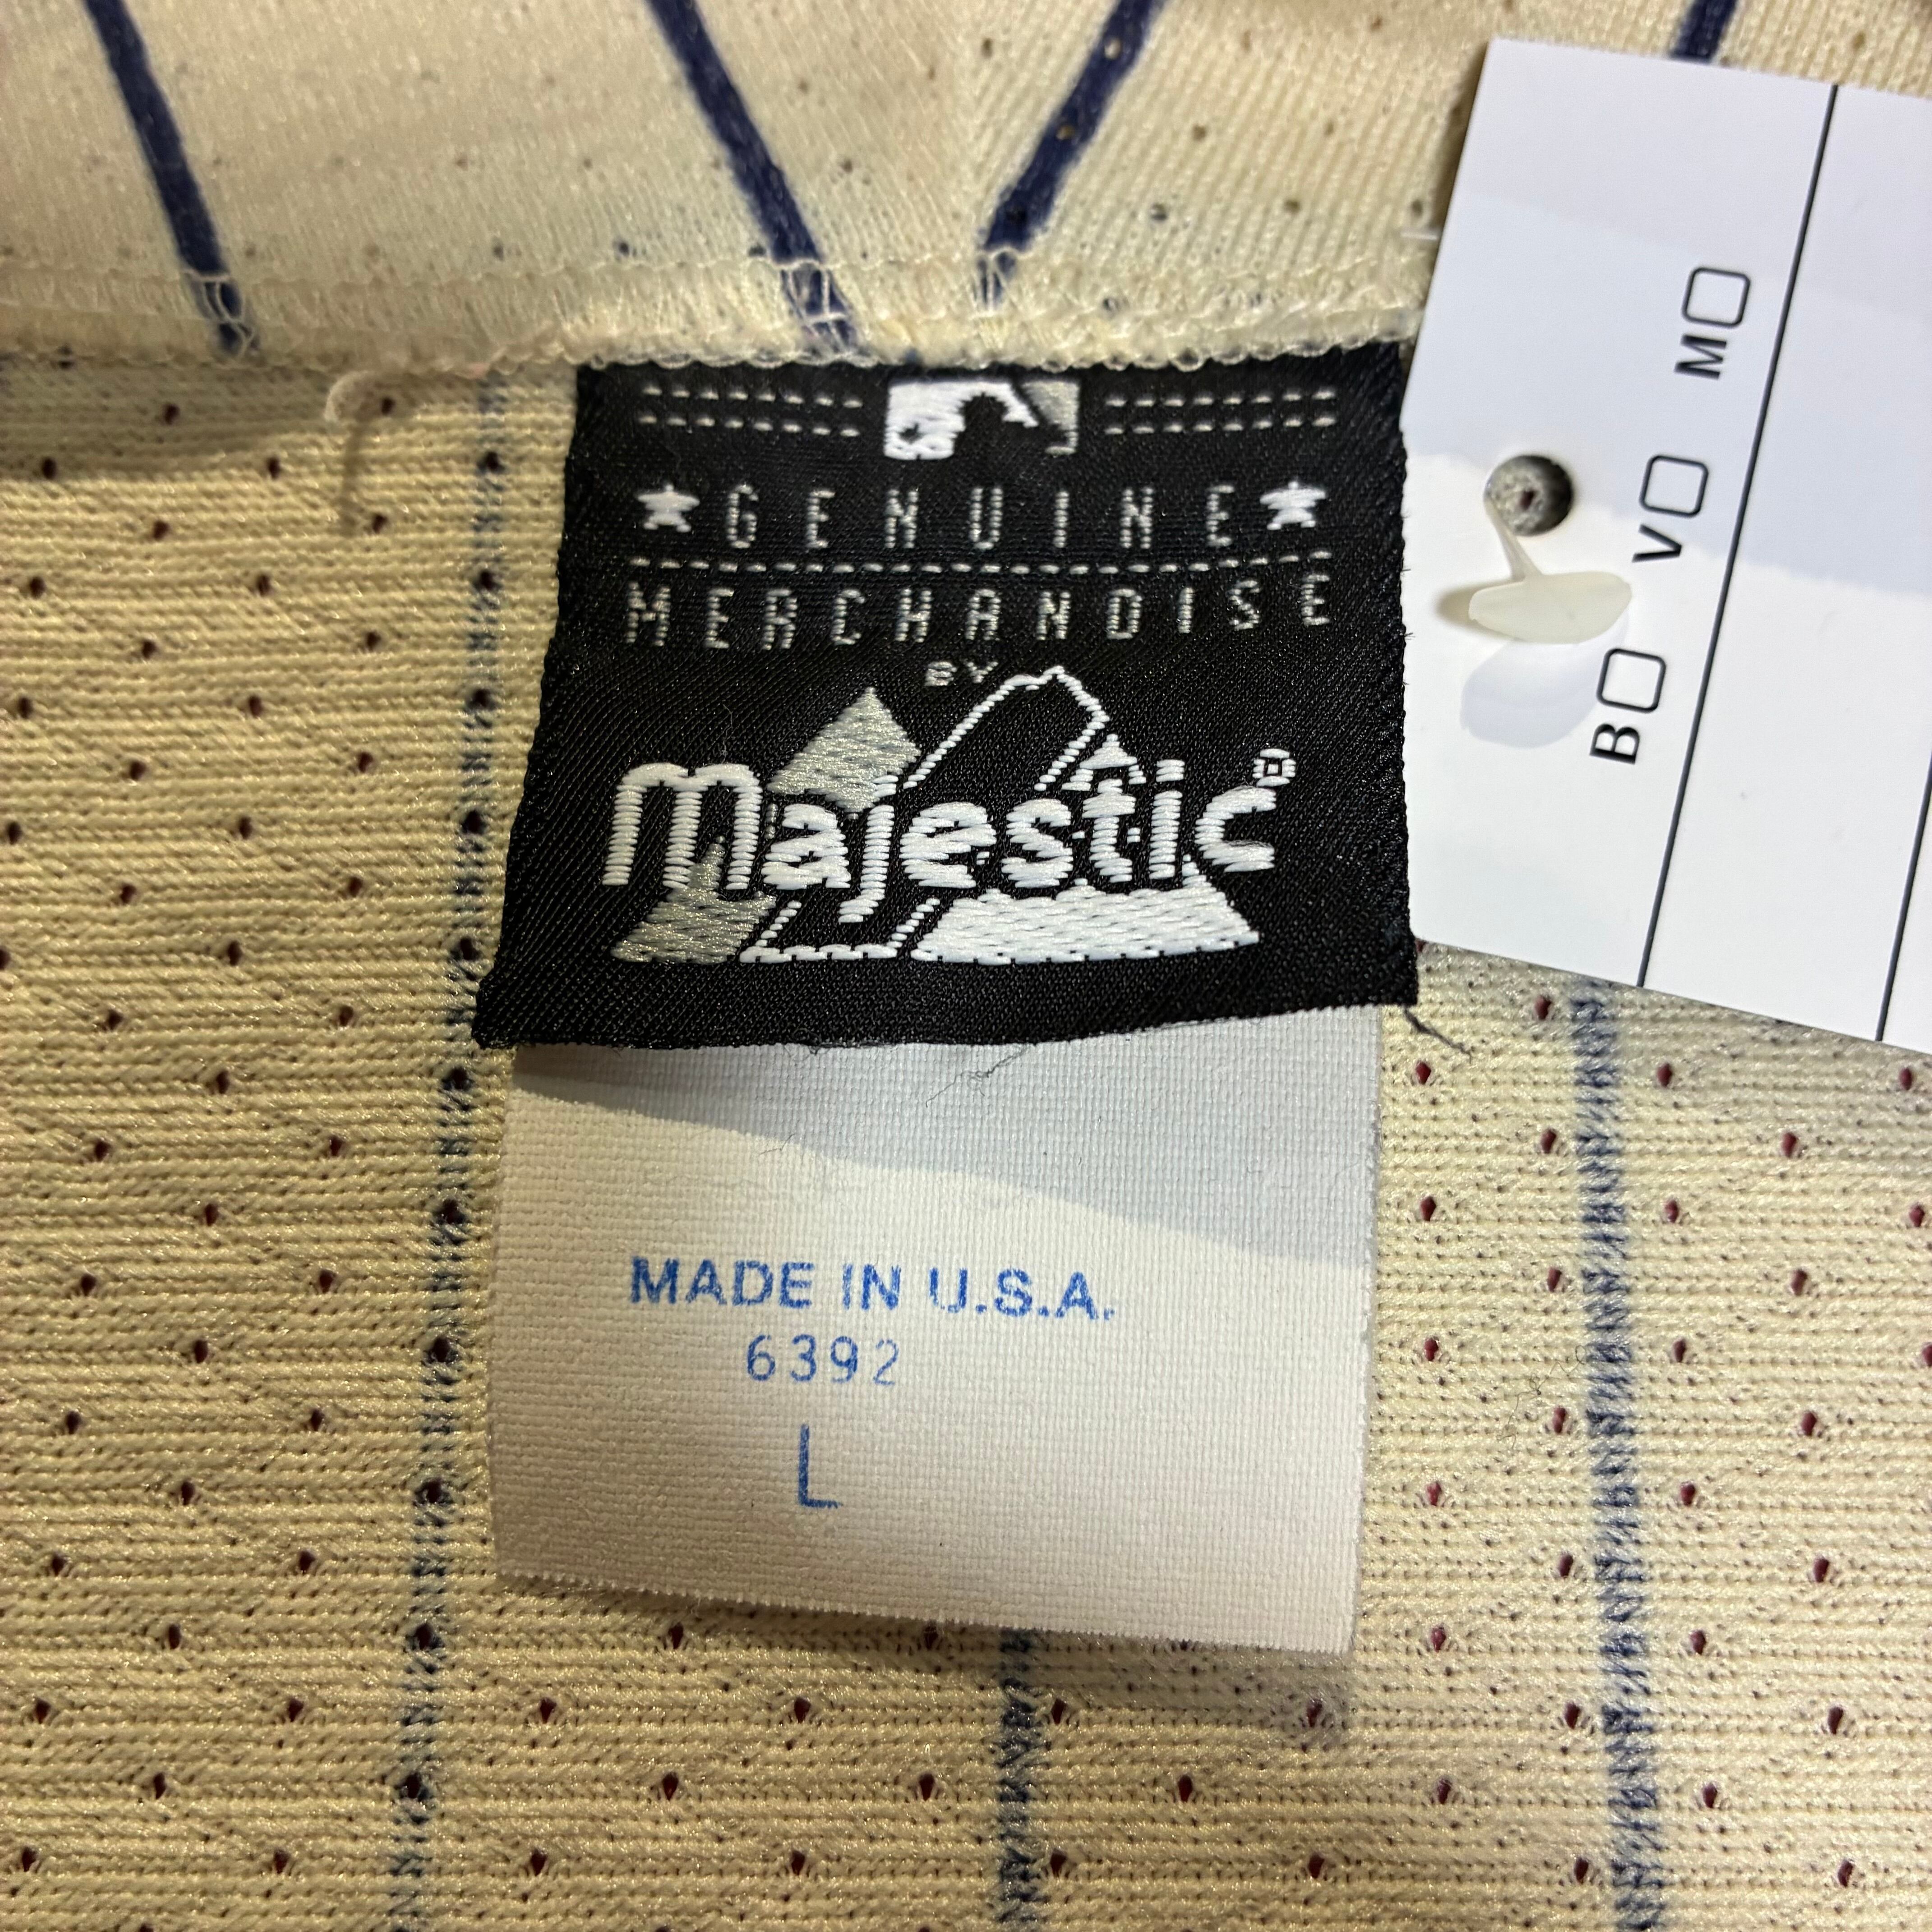 ★ GENUINE ★
MERCHANDISE
BY
Majestic®
MADE IN U.S.A.
6392
L
MO
VO
BO